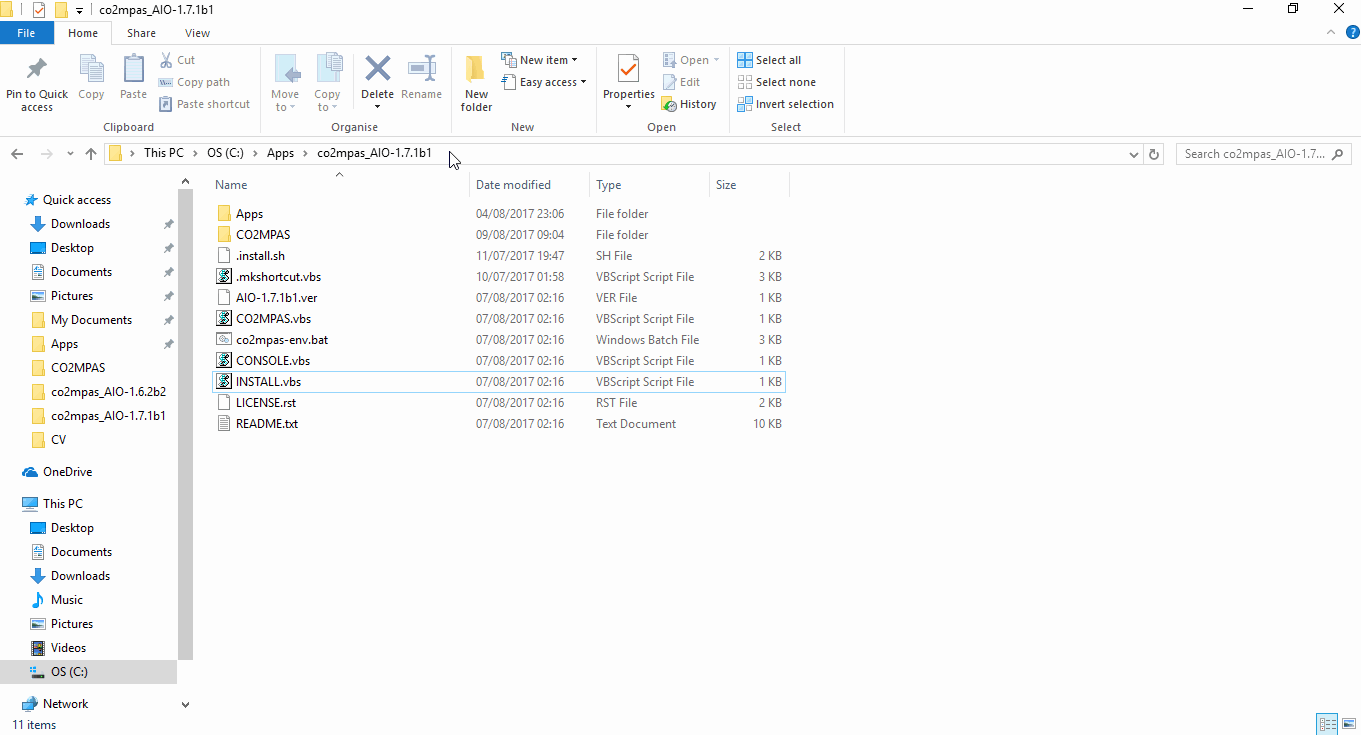 co2mpas_AIO-1.7.1b1
File Home Share View
Pin to Quick access
Copy
Paste
Cut
Copy path
Paste shortcut
Clipboard
Move to
Copy to
Delete
Rename
Organise
New folder
New item
Easy access
New
Properties
Open
Edit
History
Open
Select all
Select none
Invert selection
Select
This PC > OS (C:) > Apps > co2mpas_AIO-1.7.1b1
Search co2mpas_AIO-1.7...
Quick access
Downloads
Desktop
Documents
Pictures
My Documents
Apps
CO2MPAS
co2mpas_AIO-1.6.2b2
co2mpas_AIO-1.7.1b1
CV
OneDrive
This PC
Desktop
Documents
Downloads
Music
Pictures
Videos
OS (C:)
Network
Name Date modified Type Size
Apps 04/08/2017 23:06 File folder
CO2MPAS 09/08/2017 09:04 File folder
.install.sh 11/07/2017 19:47 SH File 2 KB
.mkshortcut.vbs 10/07/2017 01:58 VBScript Script File 3 KB
AIO-1.7.1b1.ver 07/08/2017 02:16 VER File 1 KB
CO2MPAS.vbs 07/08/2017 02:16 VBScript Script File 1 KB
co2mpas-env.bat 07/08/2017 02:16 Windows Batch File 3 KB
CONSOLE.vbs 07/08/2017 02:16 VBScript Script File 1 KB
INSTALL.vbs 07/08/2017 02:16 VBScript Script File 1 KB
LICENSE.rst 07/08/2017 02:16 RST File 2 KB
README.txt 07/08/2017 02:16 Text Document 10 KB
11 items